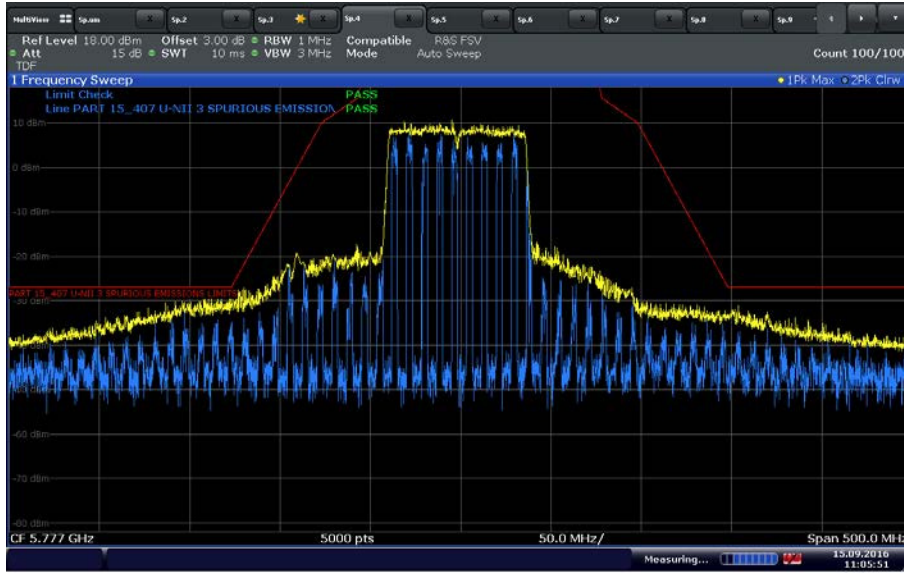 MultiView Sp.um X Sp.2 X Sp.3 X Sp.4 X Sp.5 X Sp.6 X Sp.7 X Sp.8 X Sp.9
Ref Level 18.00 dBm Offset 3.00 dB RBW 1 MHz Compatible R&S FSV
Att 15 dB SWT 10 ms VBW 3 MHz Mode Auto Sweep Count 100/100
TDF
1 Frequency Sweep 1Pk Max 2Pk Clrw
Limit Check PASS
Line PART 15_407 U-NII 3 SPURIOUS EMISSION PASS
10 dBm
0 dBm
-10 dBm
-20 dBm
PART 15_407 U-NII 3 SPURIOUS EMISSIONS LIMITS
-30 dBm
-60 dBm
-70 dBm
-80 dBm
CF 5.777 GHz 5000 pts 50.0 MHz/ Span 500.0 MHz
Measuring... 15.09.2016
11:05:51